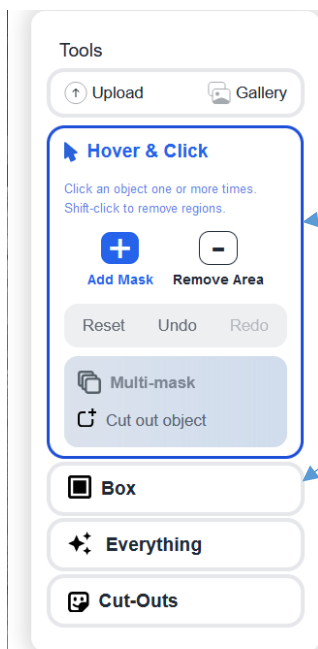 Tools
Upload Gallery
Hover & Click
Click an object one or more times.
Shift-click to remove regions.
Add Mask Remove Area
Reset Undo Redo
Multi-mask
Cut out object
Box
Everything
Cut-Outs